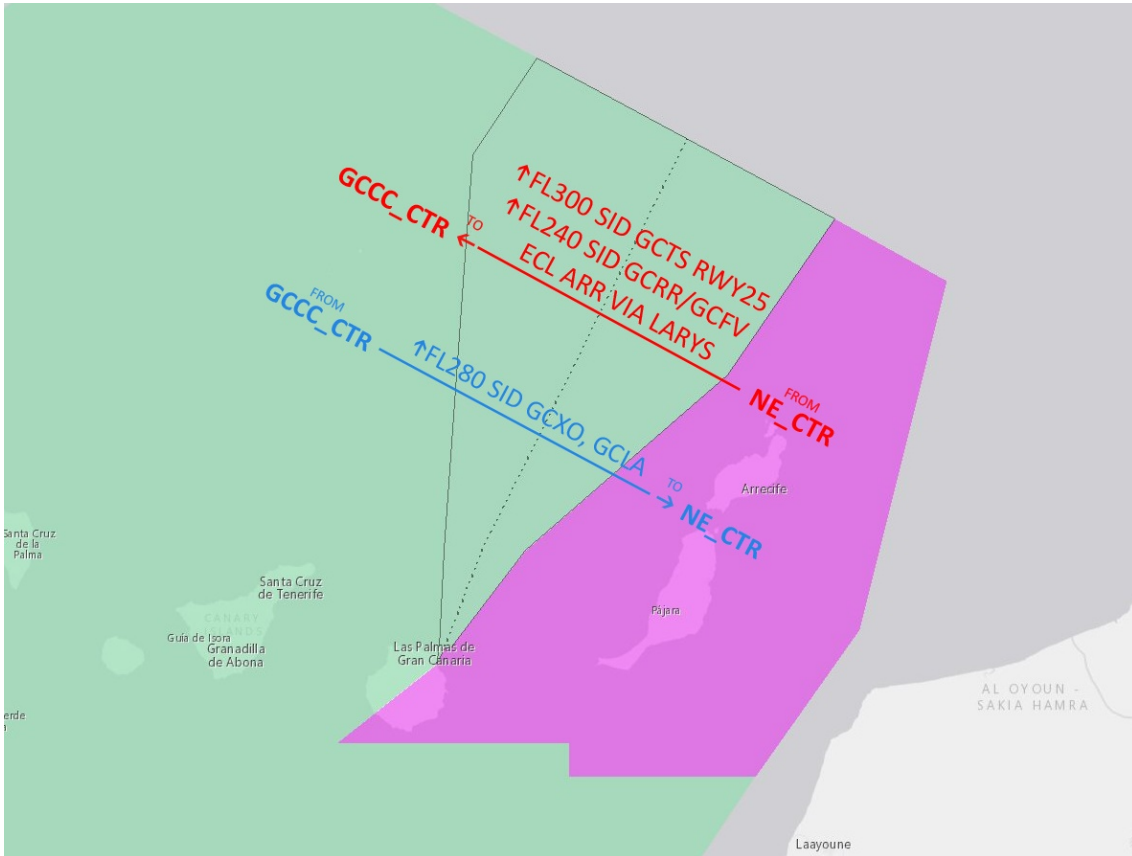 ↑FL300 SID GCTS RWY25
↑FL240 SID GCRR/GCFV
ECL ARR VIA LARYS
GCCC_CTR
TO
FROM
NE_CTR
FROM
GCCC_CTR
↑FL280 SID GCXO, GCLA
TO
NE_CTR
Arrecife
Pájara
Santa Cruz
de la
Palma
Santa Cruz
de Tenerife
CANARY
ISLANDS
Guía de Isora
Granadilla
de Abona
Las Palmas de
Gran Canaria
AL OYOUN -
SAKIA HAMRA
erde
Laayoune